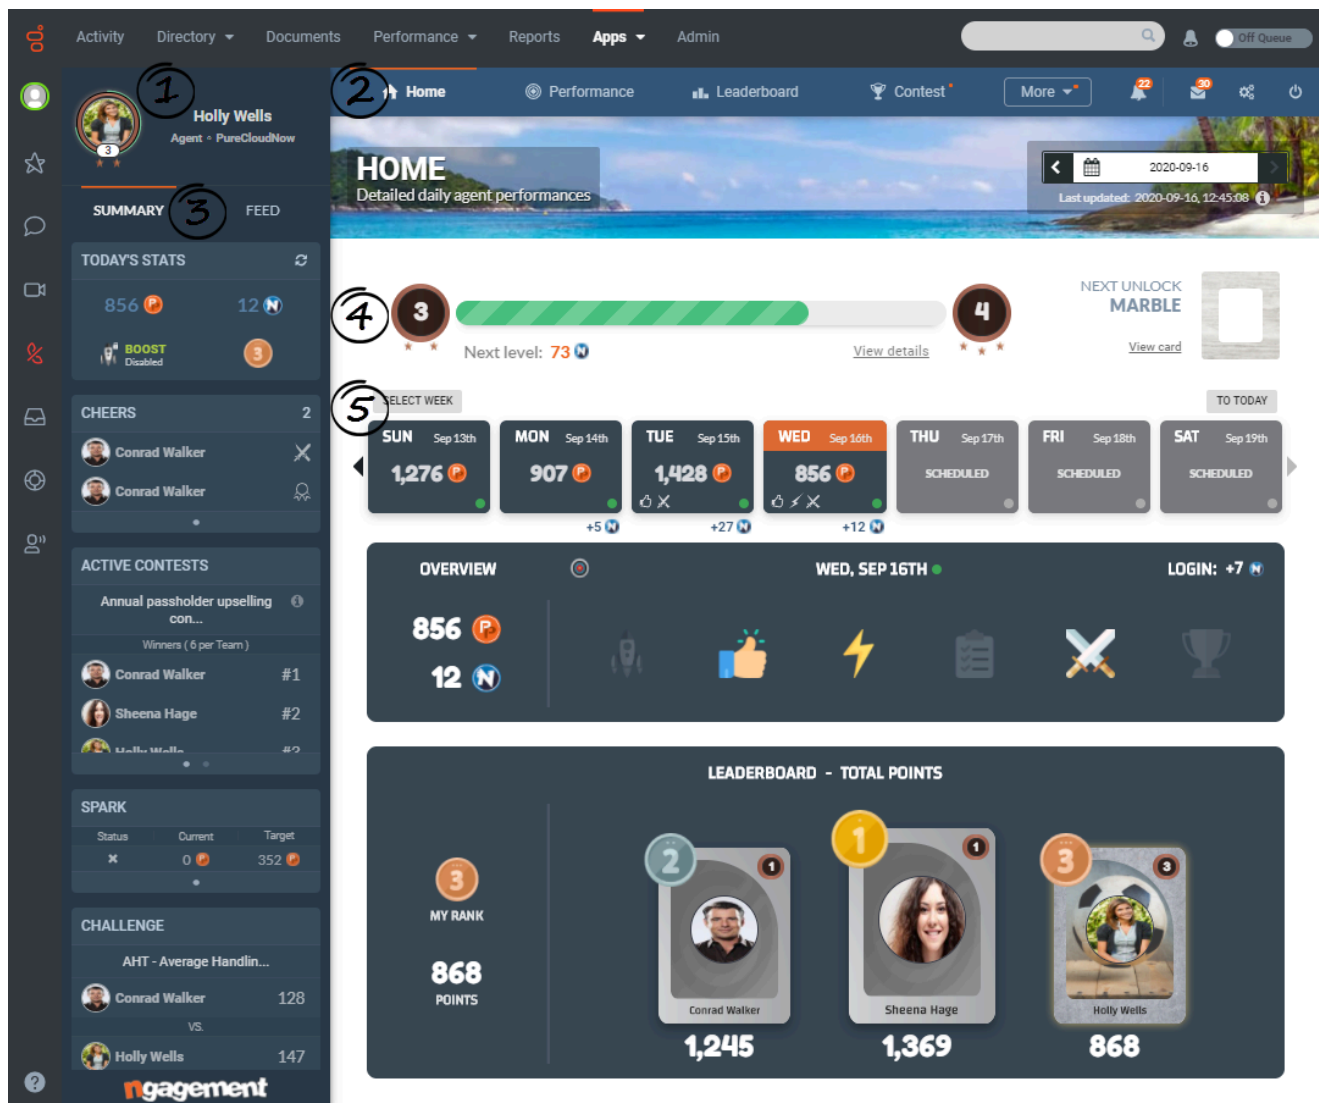 Activity Directory Documents Performance Reports Apps Admin Off Queue
1
Holly Wells
Agent PureCloudNow
3
SUMMARY 3 FEED
TODAY'S STATS
856 12
BOOST
Disabled
3
CHEERS 2
Conrad Walker
Conrad Walker
ACTIVE CONTESTS
Annual passholder upselling
con...
Winners ( 6 per Team )
Conrad Walker #1
Sheena Hage #2
Holly Wells
SPARK
Status Current Target
0 352
CHALLENGE
AHT - Average Handlin...
Conrad Walker 128
VS.
Holly Wells 147
ngagement
2 Home Performance Leaderboard Contest More 22 30
HOME
Detailed daily agent performances
2020-09-16
Last updated: 2020-09-16, 12:45:08
4 3 4
Next level: 73 View details
NEXT UNLOCK
MARBLE
View card
5 SELECT WEEK TO TODAY
SUN Sep 13th MON Sep 14th TUE Sep 15th WED Sep 16th THU Sep 17th FRI Sep 18th SAT Sep 19th
1,276 907 1,428 856 SCHEDULED SCHEDULED SCHEDULED
+5 +27 +12
OVERVIEW WED, SEP 16TH LOGIN: +7
856
12
LEADERBOARD - TOTAL POINTS
3
MY RANK
868
POINTS
2 1
Conrad Walker
1,245
1 1
Sheena Hage
1,369
3 3
Holly Wells
868